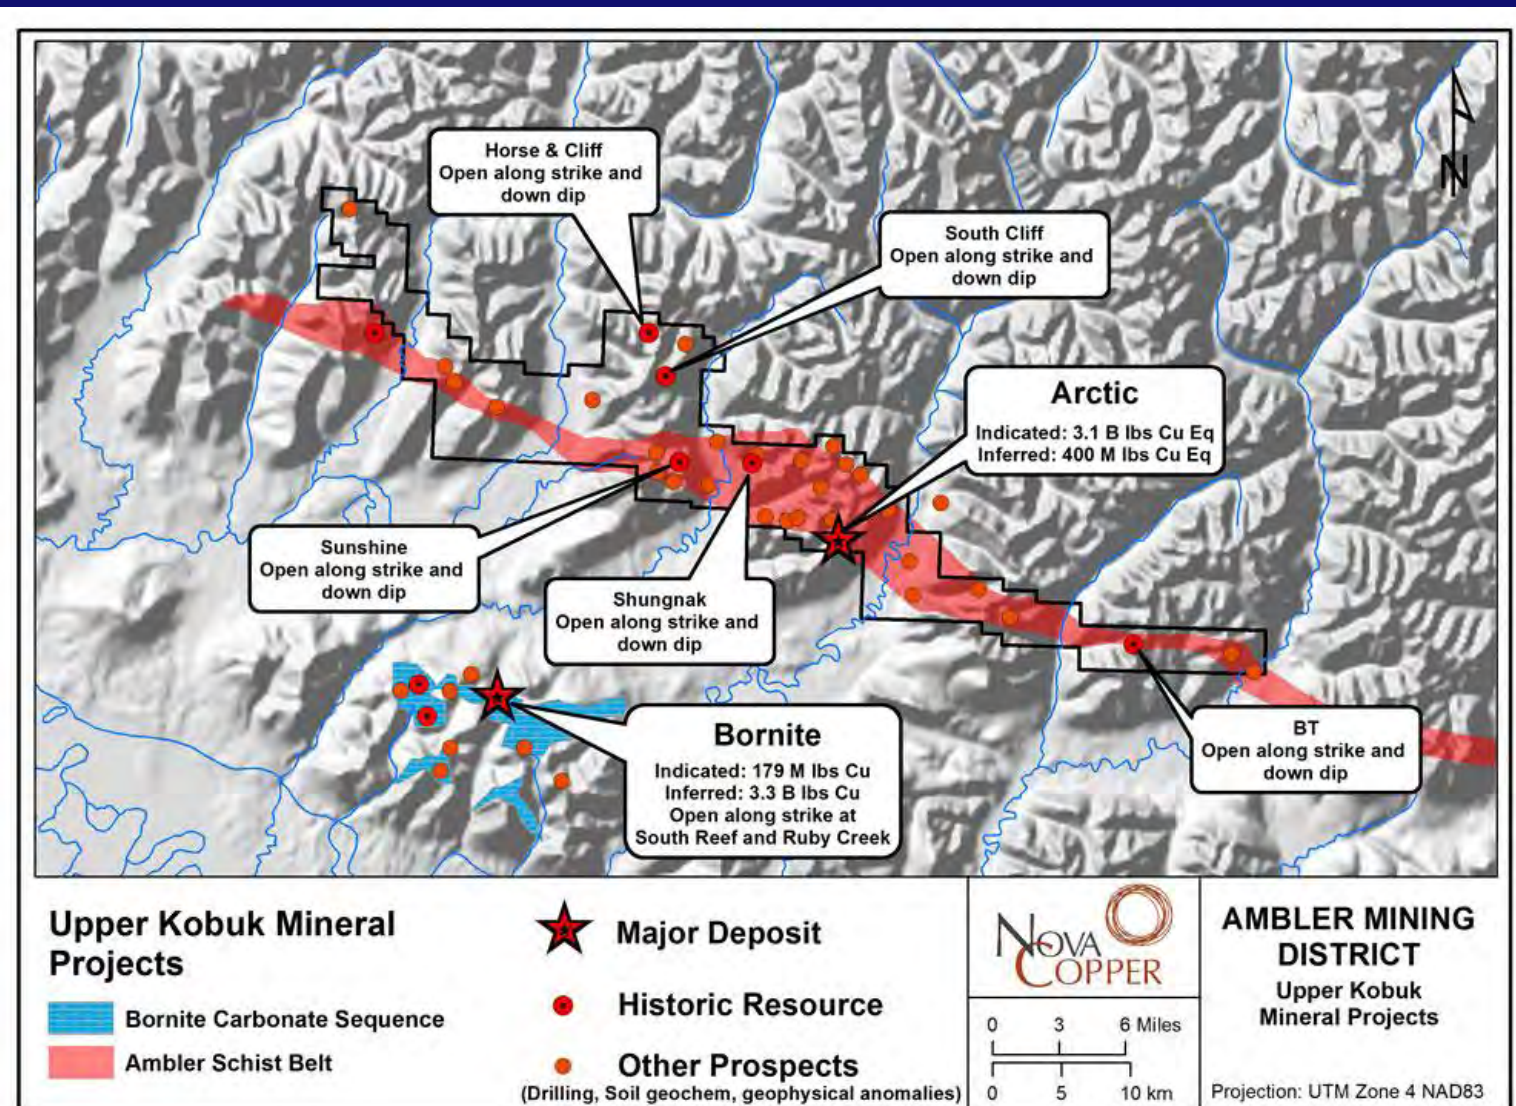 Horse & Cliff
Open along strike and
down dip
South Cliff
Open along strike and
down dip
N
Arctic
Indicated: 3.1 B lbs Cu Eq
Inferred: 400 M lbs Cu Eq
Sunshine
Open along strike and
down dip
Shungnak
Open along strike and
down dip
Bornite
Indicated: 179 M lbs Cu
Inferred: 3.3 B lbs Cu
Open along strike at
South Reef and Ruby Creek
BT
Open along strike and
down dip
Upper Kobuk Mineral
Projects
Bornite Carbonate Sequence
Ambler Schist Belt
Major Deposit
Historic Resource
Other Prospects
(Drilling, Soil geochem, geophysical anomalies)
NOVA
COPPER
0 3 6 Miles
0 5 10 km
AMBLER MINING
DISTRICT
Upper Kobuk
Mineral Projects
Projection: UTM Zone 4 NAD83